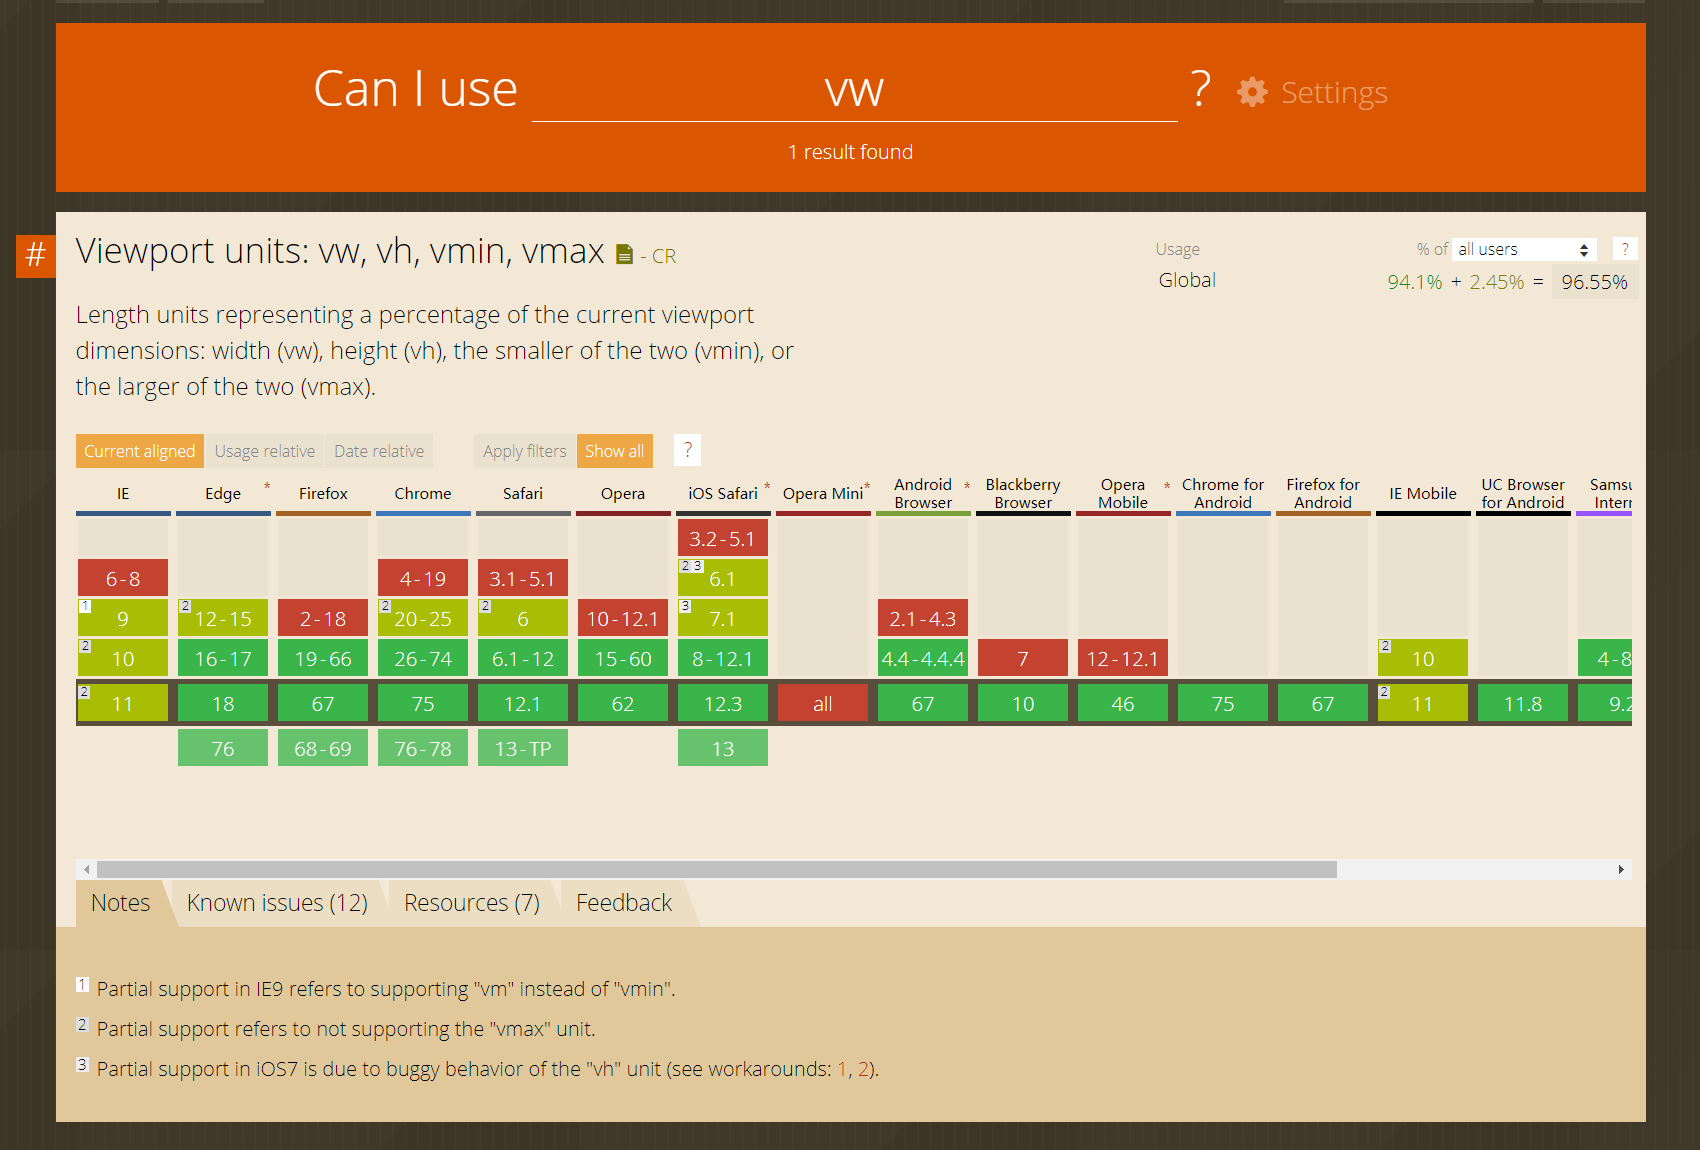 Can I use vw ? Settings
1 result found
#
Viewport units: vw, vh, vmin, vmax - CR
Usage % of all users ?
Global 94.1% + 2.45% = 96.55%
Length units representing a percentage of the current viewport
dimensions: width (vw), height (vh), the smaller of the two (vmin), or
the larger of the two (vmax).
Current aligned Usage relative Date relative Apply filters Show all ?
IE Edge * Firefox Chrome Safari Opera iOS Safari * Opera Mini * Android Browser * Blackberry Browser Opera Mobile * Chrome for Android Firefox for Android IE Mobile UC Browser for Android Samsu Intern
3.2-5.1
6-8 4-19 3.1-5.1 2 3 6.1
1 9 2 12-15 2-18 2 20-25 2 6 10-12.1 3 7.1 2.1-4.3
2 10 16-17 19-66 26-74 6.1-12 15-60 8-12.1 4.4-4.4.4 7 12-12.1 2 10 4-8
2 11 18 67 75 12.1 62 12.3 all 67 10 46 75 67 2 11 11.8 9.2
76 68-69 76-78 13-TP 13
Notes Known issues (12) Resources (7) Feedback
1 Partial support in IE9 refers to supporting "vm" instead of "vmin".
2 Partial support refers to not supporting the "vmax" unit.
3 Partial support in iOS7 is due to buggy behavior of the "vh" unit (see workarounds: 1, 2).